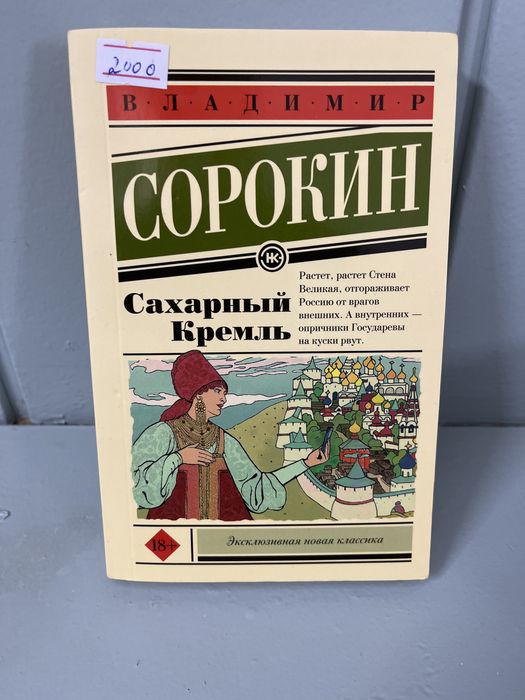 2000
В·Л·А·Д·И·М·И·Р
СОРОКИН
НК
Сахарный
Кремль
Растет, растет Стена
Великая, отгораживает
Россию от врагов
внешних. А внутренних —
опричники Государевы
на куски рвут.
18+
Эксклюзивная новая классика